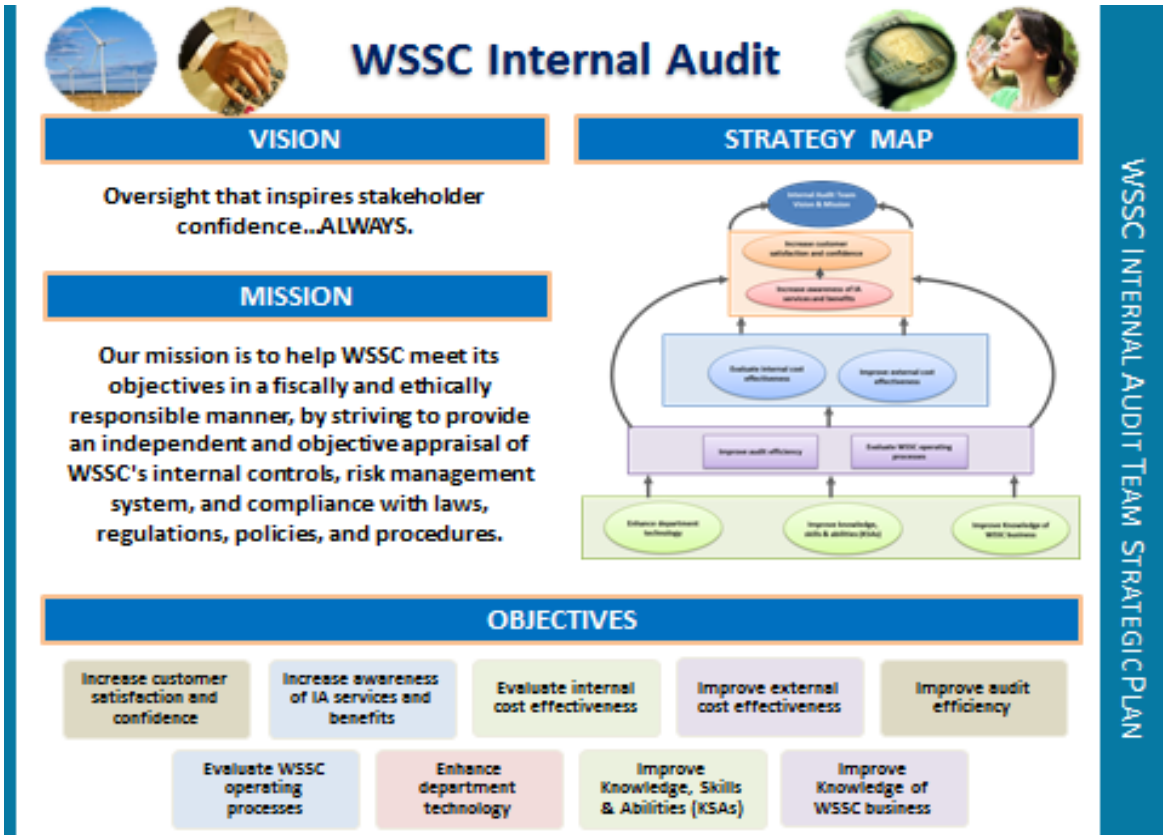 WSSC Internal Audit
VISION
Oversight that inspires stakeholder
confidence...ALWAYS.
MISSION
Our mission is to help WSSC meet its
objectives in a fiscally and ethically
responsible manner, by striving to provide
an independent and objective appraisal of
WSSC's internal controls, risk management
system, and compliance with laws,
regulations, policies, and procedures.
STRATEGY MAP
Internal Audit Team
Vision & Mission
Increase customer
satisfaction and confidence
Increase awareness of IA
services and benefits
Evaluate internal cost
effectiveness
Improve external cost
effectiveness
Improve audit efficiency
Evaluate WSSC operating
processes
Enhance department
technology
Improve knowledge,
skills & abilities (KSAs)
Improve Knowledge of
WSSC business
OBJECTIVES
Increase customer
satisfaction and
confidence
Increase awareness
of IA services and
benefits
Evaluate internal
cost effectiveness
Improve external
cost effectiveness
Improve audit
efficiency
Evaluate WSSC
operating
processes
Enhance
department
technology
Improve
Knowledge, Skills
& Abilities (KSAs)
Improve
Knowledge of
WSSC business
WSSC INTERNAL AUDIT TEAM STRATEGIC PLAN